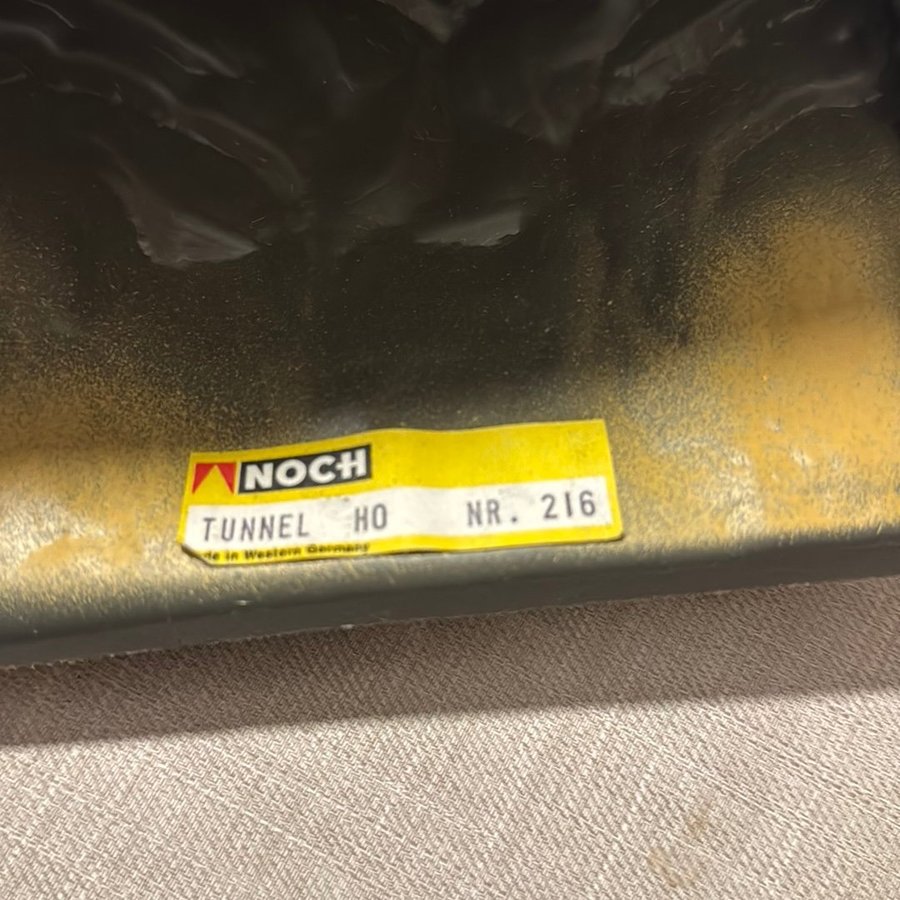 NOCH
TUNNEL HO NR. 216
de in Western Germany